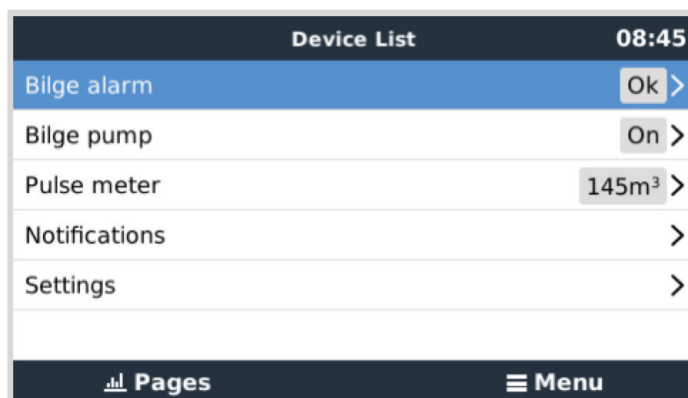 Device List 08:45
Bilge alarm Ok
Bilge pump On
Pulse meter 145m³
Notifications
Settings
Pages Menu